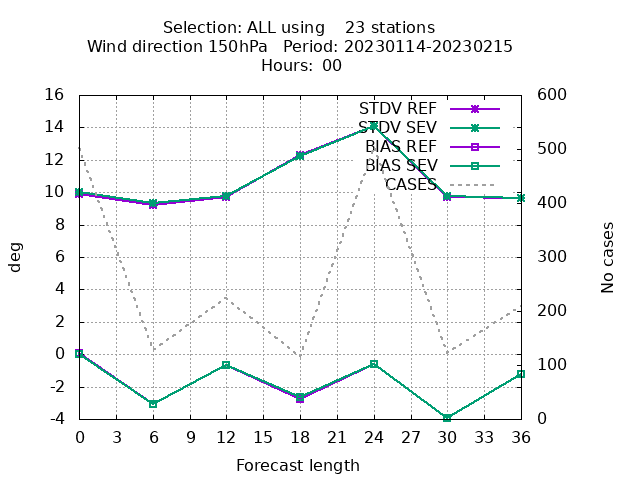 Selection: ALL using    23 stations
Wind direction 150hPa   Period: 20230114-20230215
Hours: 00
STDV REF
STDV SEV
BIAS REF
BIAS SEV
CASES
16
14
12
10
8
6
4
2
0
-2
-4
600
500
400
300
200
100
0
deg
No cases
0 3 6 9 12 15 18 21 24 27 30 33 36
Forecast length